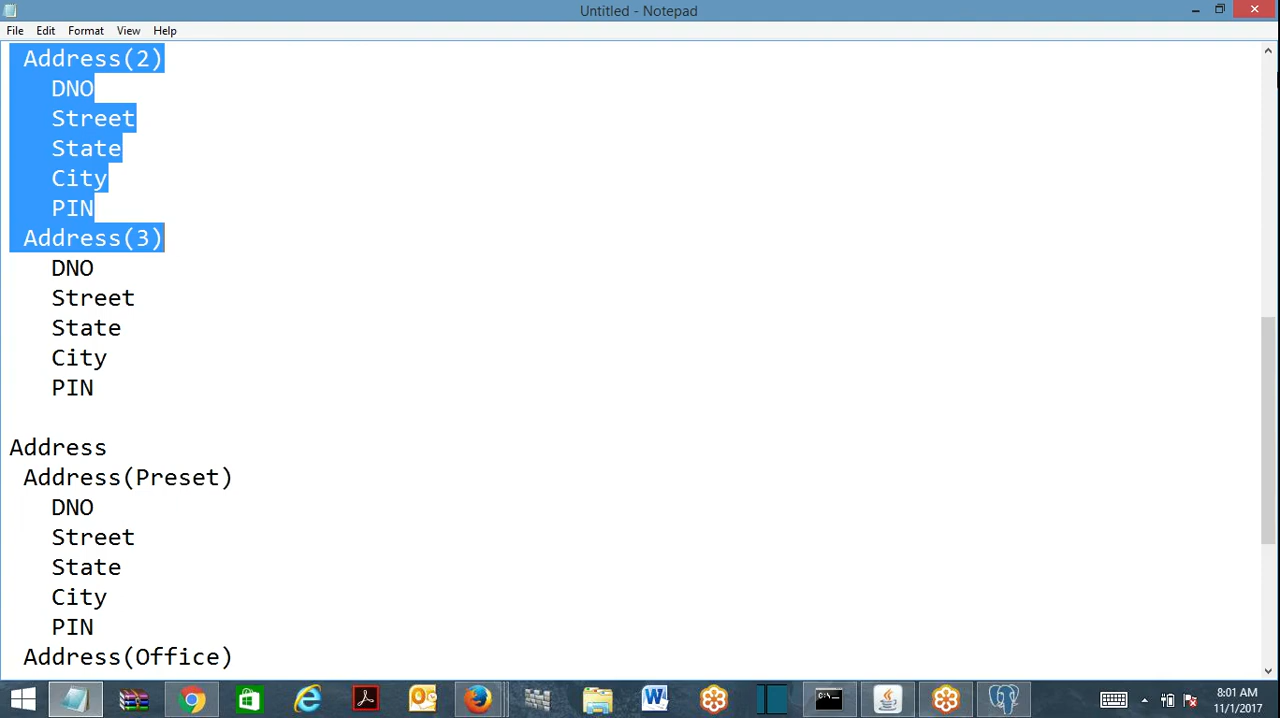 Untitled - Notepad
File Edit Format View Help
Address(2)
DNO
Street
State
City
PIN
Address(3)
DNO
Street
State
City
PIN
Address
Address(Preset)
DNO
Street
State
City
PIN
Address(Office)
8:01 AM
11/1/2017